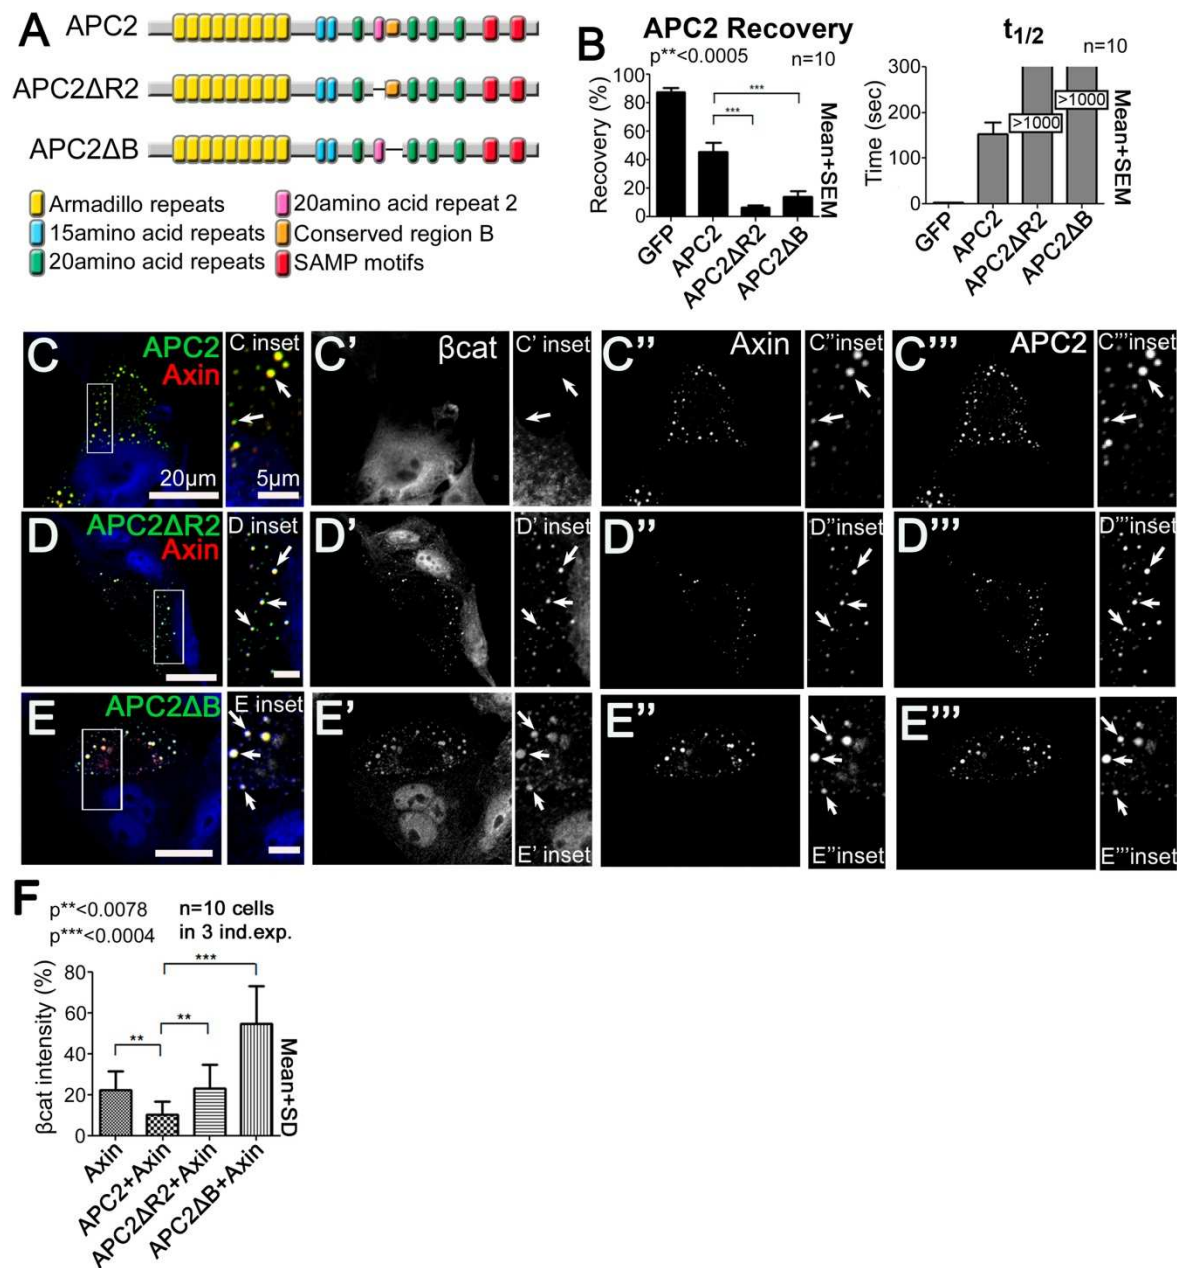 A
APC2
APC2ΔR2
APC2ΔB
Armadillo repeats
15amino acid repeats
20amino acid repeats
20amino acid repeat 2
Conserved region B
SAMP motifs
B
APC2 Recovery
p**<0.0005
n=10
***
***
Recovery (%)
100
80
60
40
20
0
GFP
APC2
APC2ΔR2
APC2ΔB
Mean+SEM
t1/2
n=10
Time (sec)
300
200
100
0
>1000
>1000
GFP
APC2
APC2ΔR2
APC2ΔB
Mean+SEM
C
APC2
Axin
20μm
C inset
5μm
C'
βcat
C' inset
C''
Axin
C''inset
C'''
APC2
C'''inset
D
APC2ΔR2
Axin
D inset
D'
D' inset
D''
D''inset
D'''
D'''inset
E
APC2ΔB
E inset
E'
E' inset
E''
E''inset
E'''
E'''inset
F
p**<0.0078
p***<0.0004
n=10 cells
in 3 ind.exp.
***
**
**
βcat intensity (%)
80
60
40
20
0
Axin
APC2+Axin
APC2ΔR2+Axin
APC2ΔB+Axin
Mean+SD